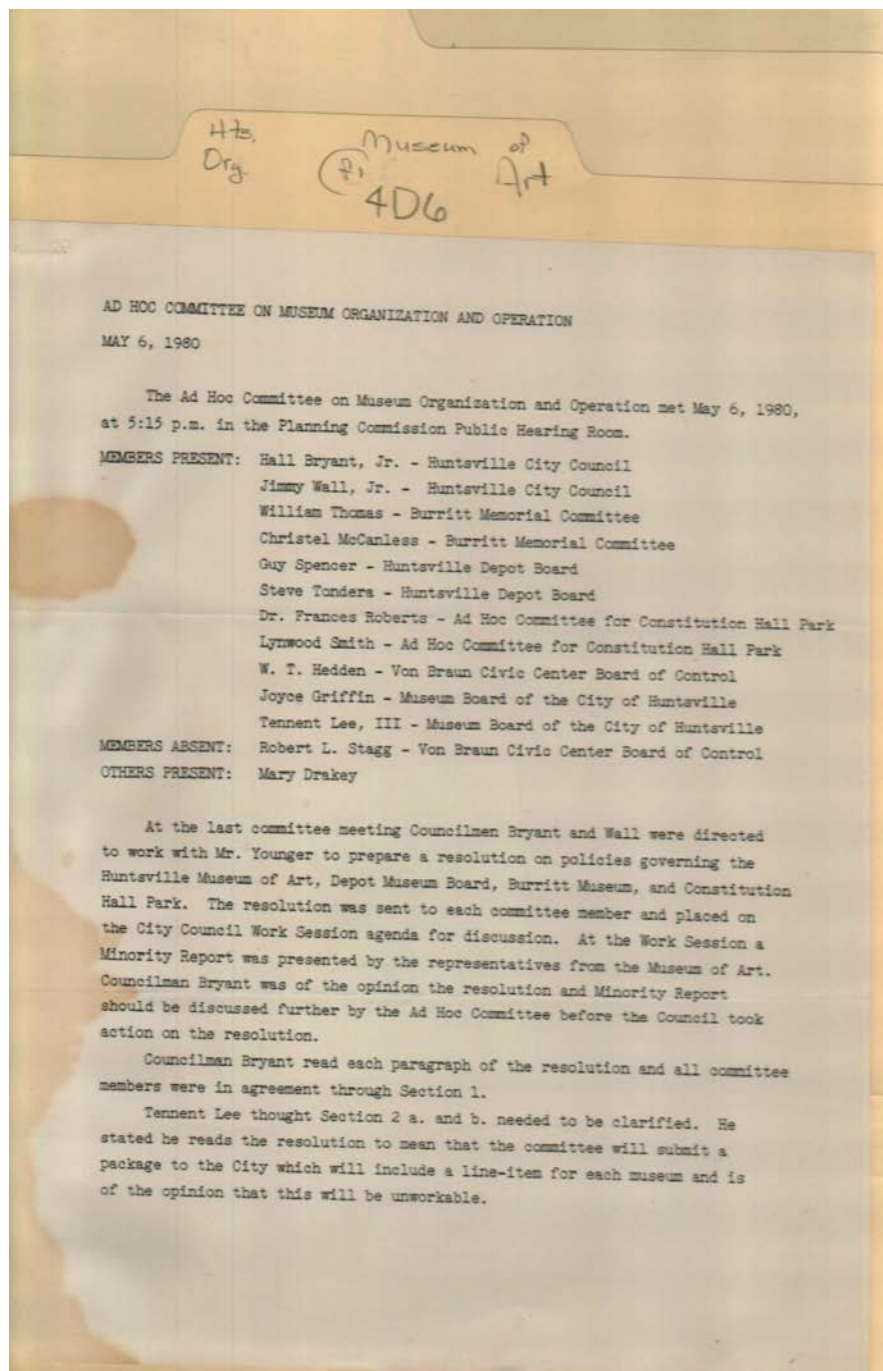 Hts. Museum of
Org. Art
4D6
AD HOC COMMITTEE ON MUSEUM ORGANIZATION AND OPERATION
MAY 6, 1980
The Ad Hoc Committee on Museum Organization and Operation met May 6, 1980,
at 5:15 p.m. in the Planning Commission Public Hearing Room.
MEMBERS PRESENT: Hall Bryant, Jr. - Huntsville City Council
Jimmy Wall, Jr. - Huntsville City Council
William Thomas - Burritt Memorial Committee
Christel McCanless - Burritt Memorial Committee
Guy Spencer - Huntsville Depot Board
Steve Tondera - Huntsville Depot Board
Dr. Frances Roberts - Ad Hoc Committee for Constitution Hall Park
Lynwood Smith - Ad Hoc Committee for Constitution Hall Park
W. T. Hedden - Von Braun Civic Center Board of Control
Joyce Griffin - Museum Board of the City of Huntsville
Tennent Lee, III - Museum Board of the City of Huntsville
MEMBERS ABSENT: Robert L. Stagg - Von Braun Civic Center Board of Control
OTHERS PRESENT: Mary Drakey
At the last committee meeting Councilmen Bryant and Wall were directed
to work with Mr. Younger to prepare a resolution on policies governing the
Huntsville Museum of Art, Depot Museum Board, Burritt Museum, and Constitution
Hall Park. The resolution was sent to each committee member and placed on
the City Council Work Session agenda for discussion. At the Work Session a
Minority Report was presented by the representatives from the Museum of Art.
Councilman Bryant was of the opinion the resolution and Minority Report
should be discussed further by the Ad Hoc Committee before the Council took
action on the resolution.
Councilman Bryant read each paragraph of the resolution and all committee
members were in agreement through Section 1.
Tennent Lee thought Section 2 a. and b. needed to be clarified. He
stated he reads the resolution to mean that the committee will submit a
package to the City which will include a line-item for each museum and is
of the opinion that this will be unworkable.